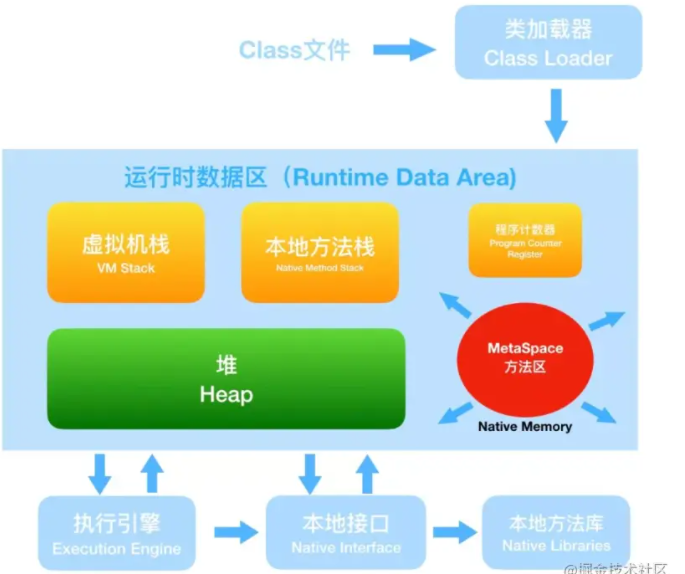 Class文件
类加载器
Class Loader
运行时数据区（Runtime Data Area)
虚拟机栈
VM Stack
本地方法栈
Native Method Stack
程序计数器
Program Counter
Register
堆
Heap
MetaSpace
方法区
Native Memory
执行引擎
Execution Engine
本地接口
Native Interface
本地方法库
Native Libraries
@掘金技术社区